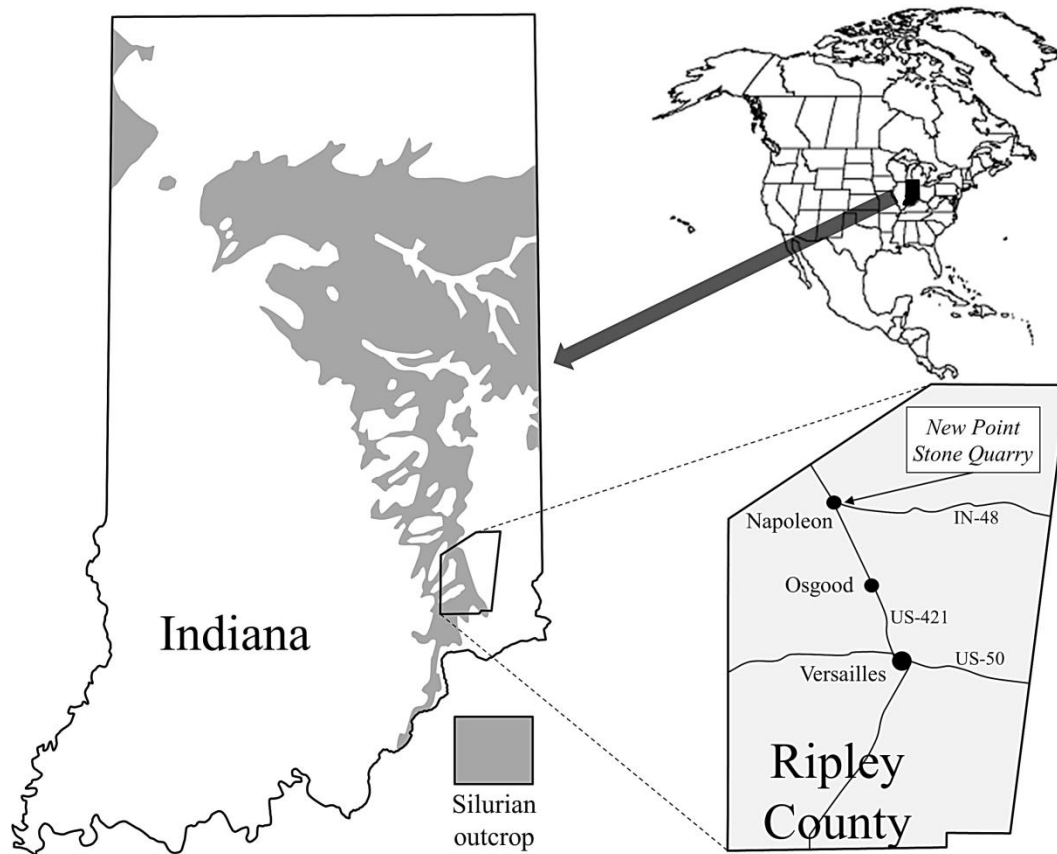 New Point
Stone Quarry
Napoleon
IN-48
Osgood
US-421
Versailles
US-50
Ripley
County
Indiana
Silurian
outcrop